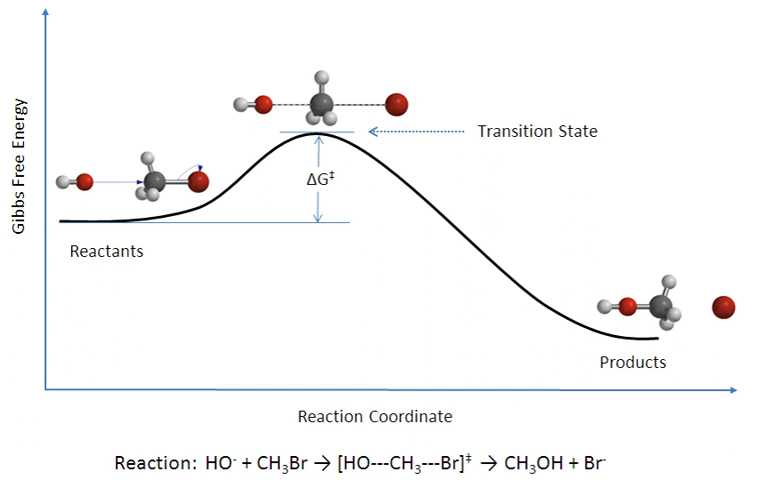 Gibbs Free Energy
Transition State
ΔG‡
Reactants
Products
Reaction Coordinate
Reaction: HO⁻ + CH₃Br → [HO---CH₃---Br]‡ → CH₃OH + Br⁻